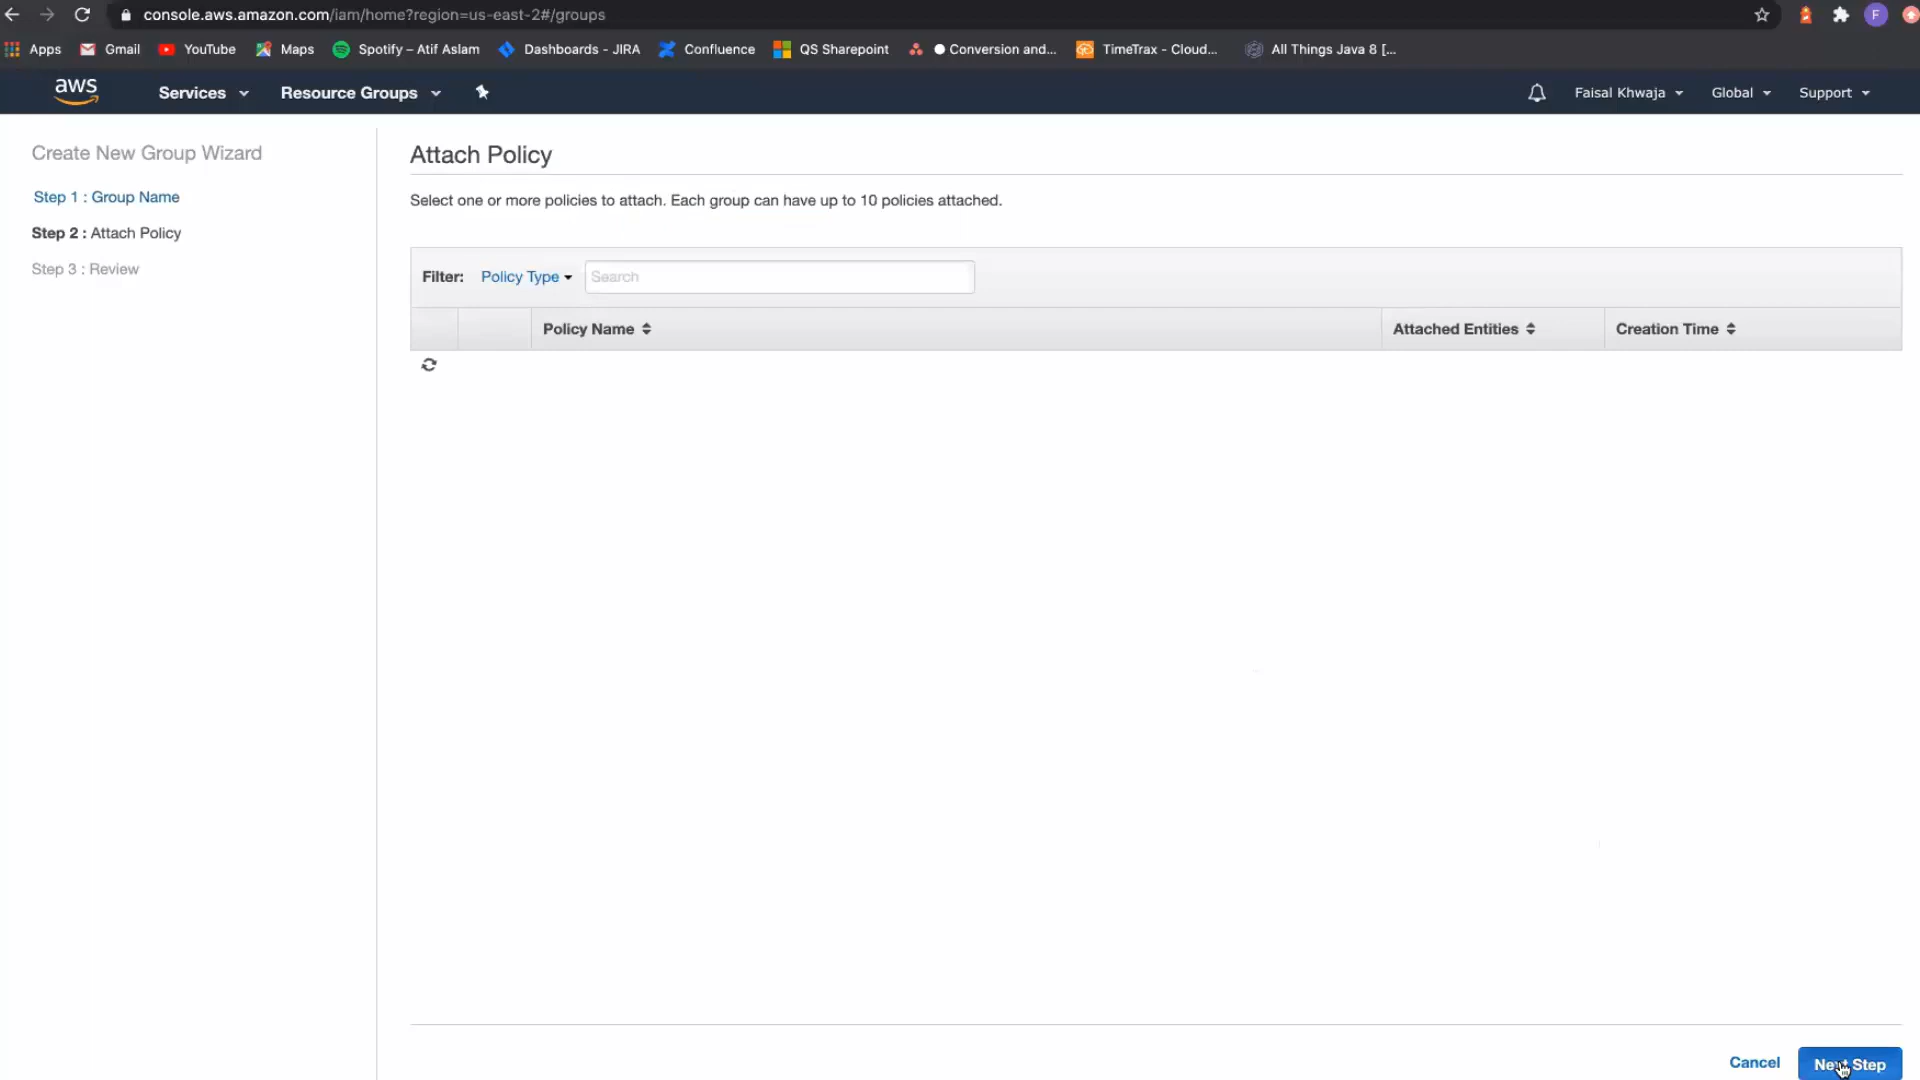 console.aws.amazon.com/iam/home?region=us-east-2#/groups
F
Apps Gmail YouTube Maps Spotify – Atif Aslam Dashboards - JIRA Confluence QS Sharepoint Conversion and... TimeTrax - Cloud... All Things Java 8 [...
aws Services Resource Groups Faisal Khwaja Global Support
Create New Group Wizard
Step 1 : Group Name
Step 2 : Attach Policy
Step 3 : Review
Attach Policy
Select one or more policies to attach. Each group can have up to 10 policies attached.
Filter: Policy Type Search
Policy Name Attached Entities Creation Time
Cancel Next Step